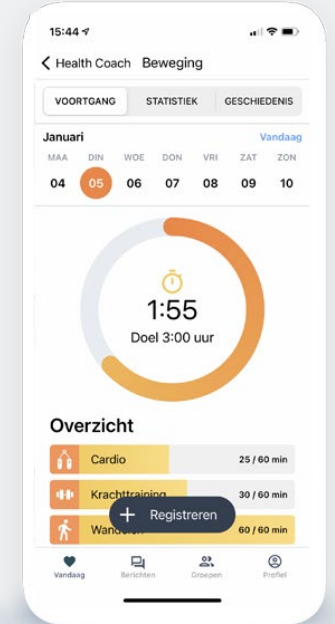 15:44
Health Coach Beweging
VOORTGANG STATISTIEK GESCHIEDENIS
Januari Vandaag
MAA DIN WOE DON VRI ZAT ZON
04 05 06 07 08 09 10
1:55
Doel 3:00 uur
Overzicht
Cardio 25 / 60 min
Krachttraining 30 / 60 min
+ Registreren
60 / 60 min
Vandaag Berichten Groepen Profiel